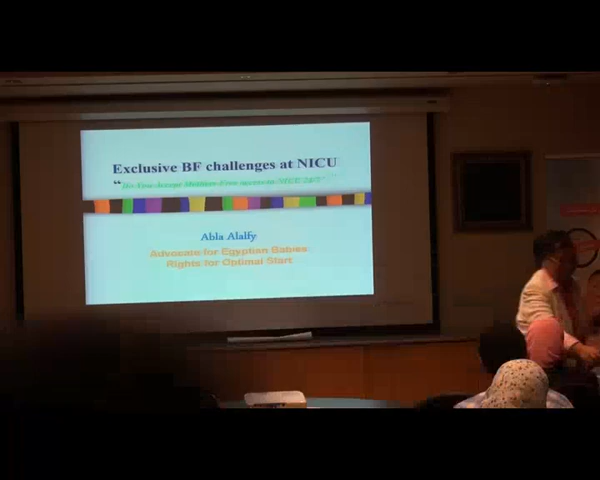 Exclusive BF challenges at NICU
Abla Alalfy
Advocate for Egyptian Babies
Rights for Optimal Start